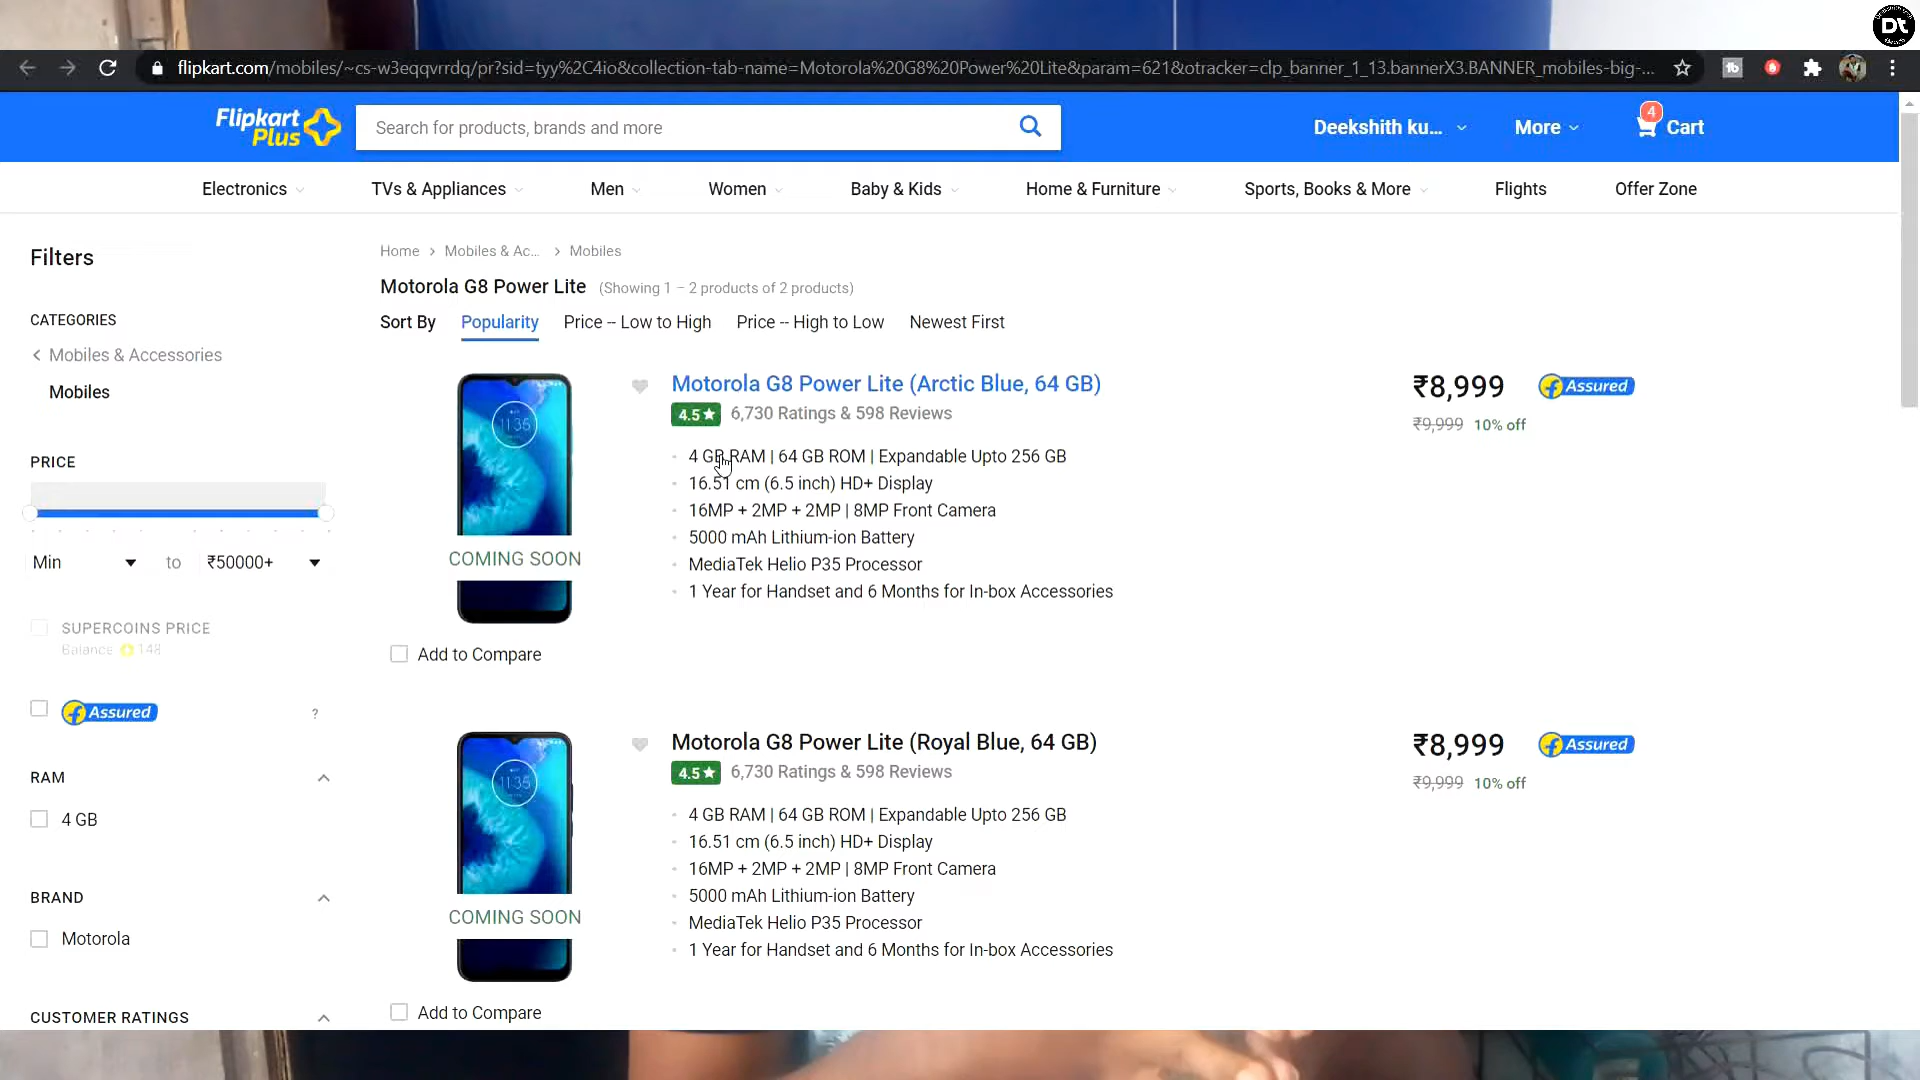 Dt
flipkart.com/mobiles/~cs-w3eqqvrrdq/pr?sid=tyy%2C4io&collection-tab-name=Motorola%20G8%20Power%20Lite&param=621&otracker=clp_banner_1_13.bannerX3.BANNER_mobiles-big-...
Flipkart
Plus
Search for products, brands and more
Deekshith ku...
More
4
Cart
Electronics
TVs & Appliances
Men
Women
Baby & Kids
Home & Furniture
Sports, Books & More
Flights
Offer Zone
Filters
CATEGORIES
Mobiles & Accessories
Mobiles
PRICE
Min to ₹50000+
SUPERCOINS PRICE
Balance 148
Assured ?
RAM
4 GB
BRAND
Motorola
CUSTOMER RATINGS
Home > Mobiles & Ac... > Mobiles
Motorola G8 Power Lite (Showing 1 – 2 products of 2 products)
Sort By Popularity Price -- Low to High Price -- High to Low Newest First
11:35
COMING SOON
Add to Compare
Motorola G8 Power Lite (Arctic Blue, 64 GB)
4.5★ 6,730 Ratings & 598 Reviews
4 GB RAM | 64 GB ROM | Expandable Upto 256 GB
16.51 cm (6.5 inch) HD+ Display
16MP + 2MP + 2MP | 8MP Front Camera
5000 mAh Lithium-ion Battery
MediaTek Helio P35 Processor
1 Year for Handset and 6 Months for In-box Accessories
₹8,999 Assured
₹9,999 10% off
11:35
COMING SOON
Add to Compare
Motorola G8 Power Lite (Royal Blue, 64 GB)
4.5★ 6,730 Ratings & 598 Reviews
4 GB RAM | 64 GB ROM | Expandable Upto 256 GB
16.51 cm (6.5 inch) HD+ Display
16MP + 2MP + 2MP | 8MP Front Camera
5000 mAh Lithium-ion Battery
MediaTek Helio P35 Processor
1 Year for Handset and 6 Months for In-box Accessories
₹8,999 Assured
₹9,999 10% off